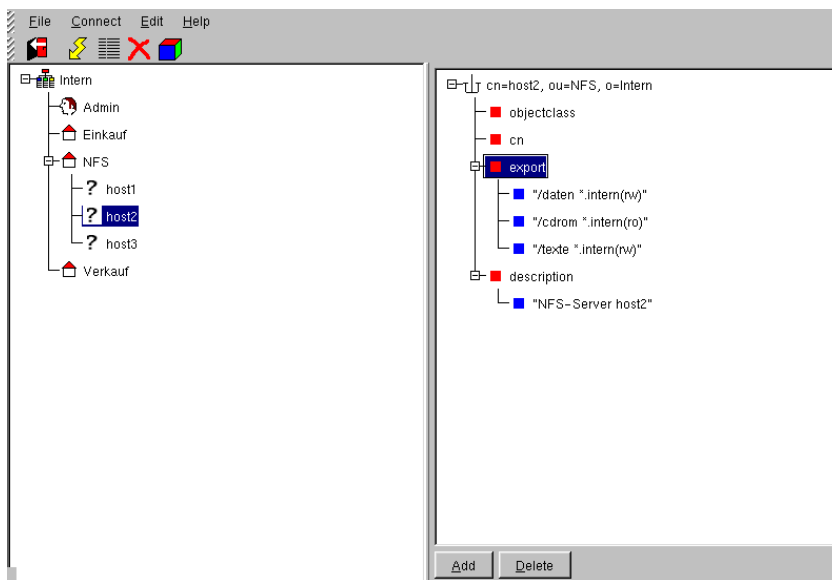 File Connect Edit Help
Intern
Admin
Einkauf
NFS
host1
host2
host3
Verkauf
cn=host2, ou=NFS, o=Intern
objectclass
cn
export
"/daten *.intern(rw)"
"/cdrom *.intern(ro)"
"/texte *.intern(rw)"
description
"NFS-Server host2"
Add Delete